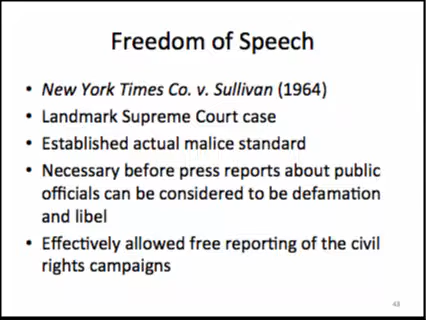 Freedom of Speech
• New York Times Co. v. Sullivan (1964)
• Landmark Supreme Court case
• Established actual malice standard
• Necessary before press reports about public
officials can be considered to be defamation
and libel
• Effectively allowed free reporting of the civil
rights campaigns
43